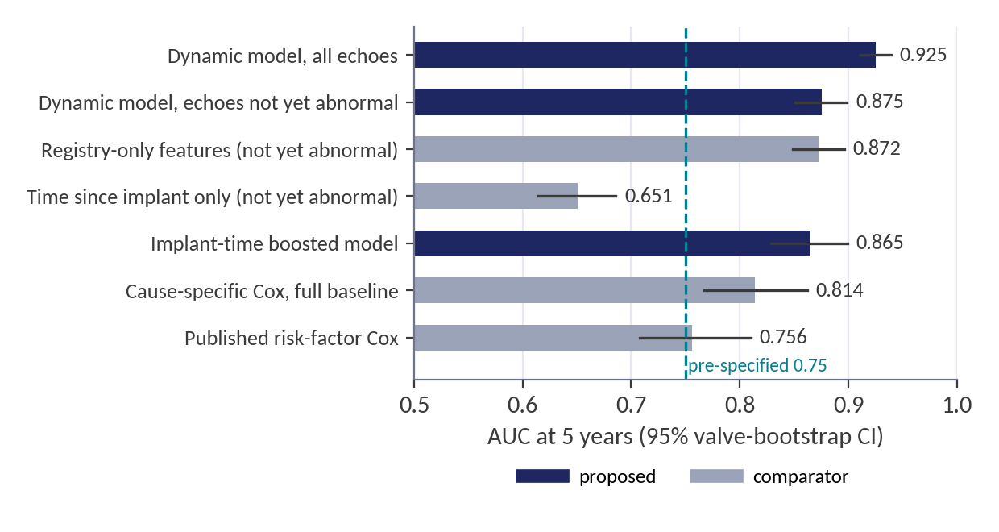 Dynamic model, all echoes 0.925
Dynamic model, echoes not yet abnormal 0.875
Registry-only features (not yet abnormal) 0.872
Time since implant only (not yet abnormal) 0.651
Implant-time boosted model 0.865
Cause-specific Cox, full baseline 0.814
Published risk-factor Cox 0.756
pre-specified 0.75
0.5 0.6 0.7 0.8 0.9 1.0
AUC at 5 years (95% valve-bootstrap CI)
proposed comparator